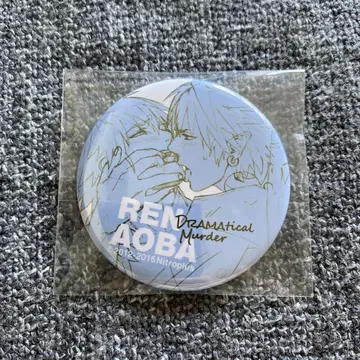 REN
AOBA
DRAMAtical
Murder
2012-2016 Nitroplus